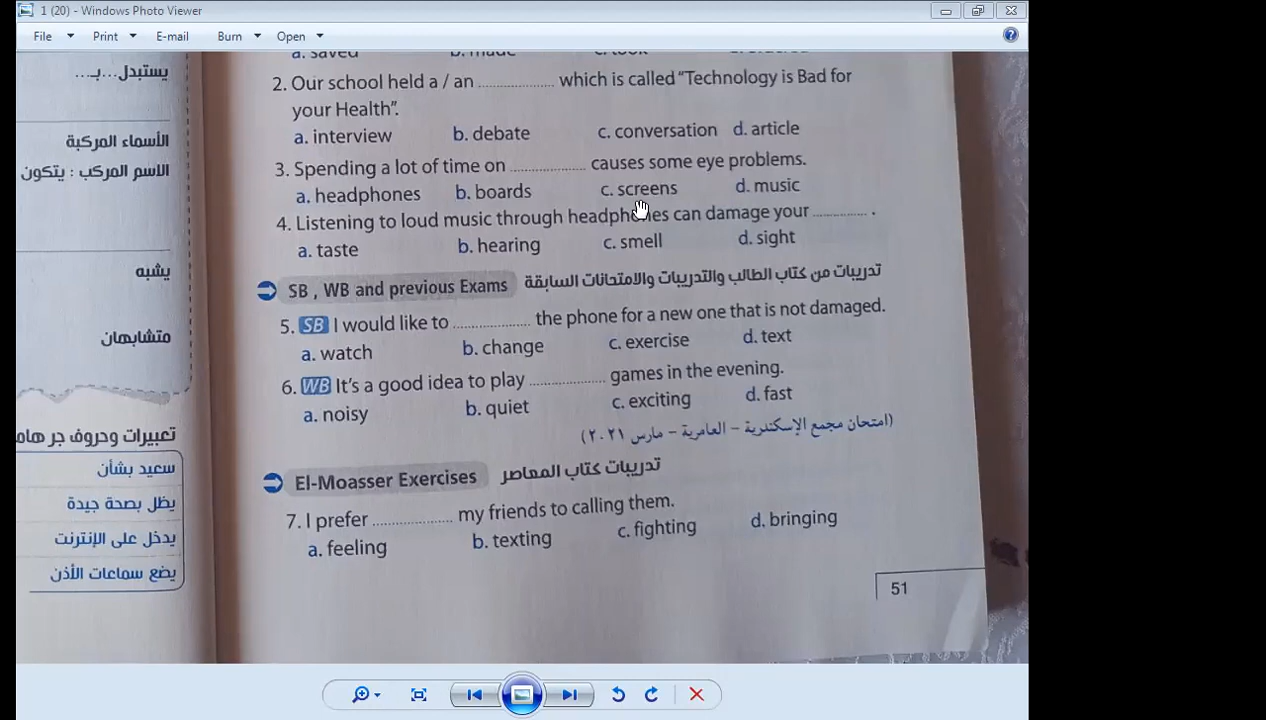 1 (20) - Windows Photo Viewer
File Print E-mail Burn Open
يستبدل...بـ...
الأسماء المركبة
الاسم المركب : يتكون
يشبه
متشابهان
تعبيرات وحروف جر هام
سعيد بشأن
يظل بصحة جيدة
يدخل على الإنترنت
يضع سماعات الأذن
a. saved b. made c. took
2. Our school held a / an .................... which is called "Technology is Bad for
your Health".
a. interview b. debate c. conversation d. article
3. Spending a lot of time on .................... causes some eye problems.
a. headphones b. boards c. screens d. music
4. Listening to loud music through headphones can damage your .............. .
a. taste b. hearing c. smell d. sight
SB , WB and previous Exams تدريبات من كتاب الطالب والتدريبات والامتحانات السابقة
5. SB I would like to .................... the phone for a new one that is not damaged.
a. watch b. change c. exercise d. text
6. WB It's a good idea to play .................... games in the evening.
a. noisy b. quiet c. exciting d. fast
(امتحان مجمع الإسكندرية - العامرية - مارس ٢٠٢١)
El-Moasser Exercises تدريبات كتاب المعاصر
7. I prefer .................... my friends to calling them.
a. feeling b. texting c. fighting d. bringing
51